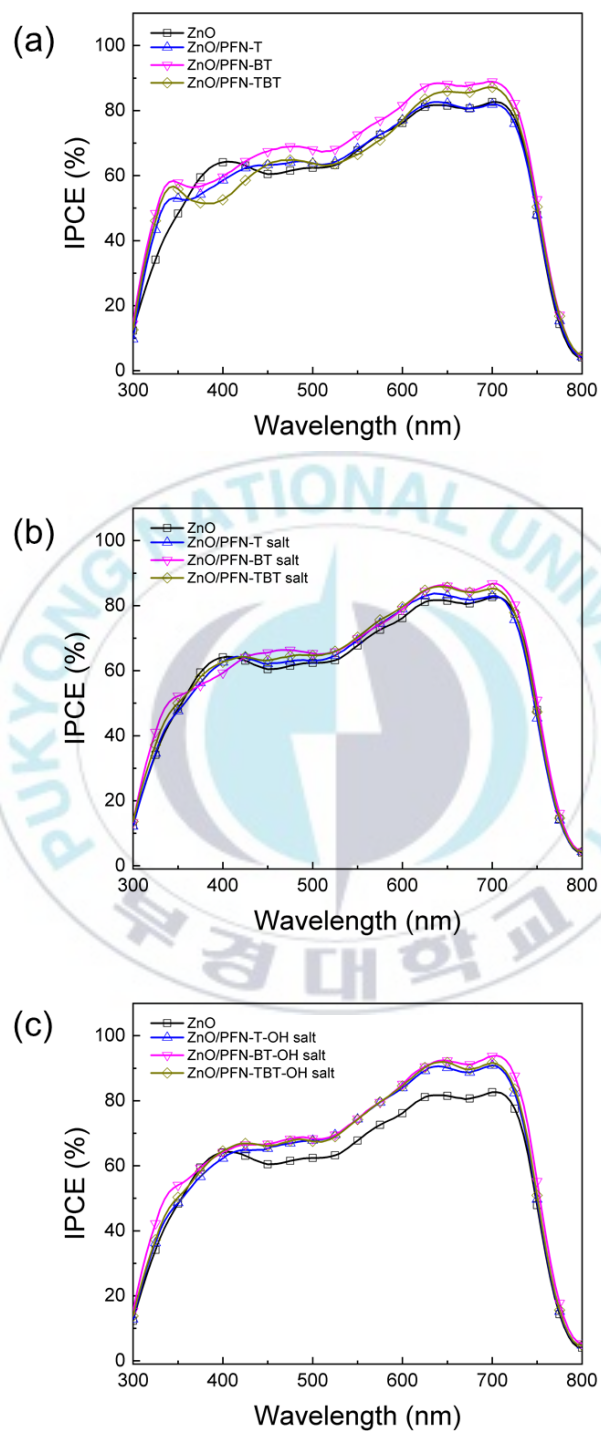 (a)
ZnO
ZnO/PFN-T
ZnO/PFN-BT
ZnO/PFN-TBT
100
80
60
40
20
0
IPCE (%)
300 400 500 600 700 800
Wavelength (nm)
PUKYONG NATIONAL UNIVE
(b)
ZnO
ZnO/PFN-T salt
ZnO/PFN-BT salt
ZnO/PFN-TBT salt
100
80
60
40
20
0
IPCE (%)
300 400 500 600 700 800
Wavelength (nm)
부경대학교
(c)
ZnO
ZnO/PFN-T-OH salt
ZnO/PFN-BT-OH salt
ZnO/PFN-TBT-OH salt
100
80
60
40
20
0
IPCE (%)
300 400 500 600 700 800
Wavelength (nm)